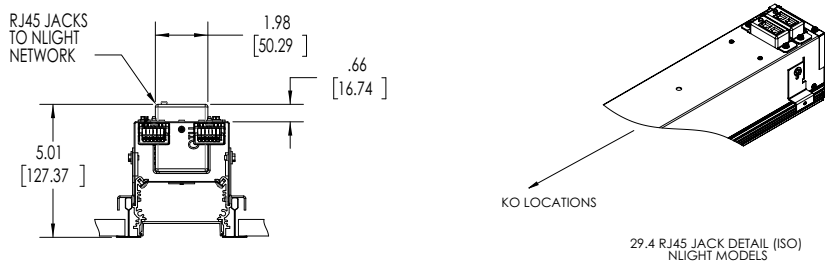 RJ45 JACKS
TO NLIGHT
NETWORK
1.98
[50.29]
.66
[16.74]
5.01
[127.37]
KO LOCATIONS
29.4 RJ45 JACK DETAIL (ISO)
NLIGHT MODELS